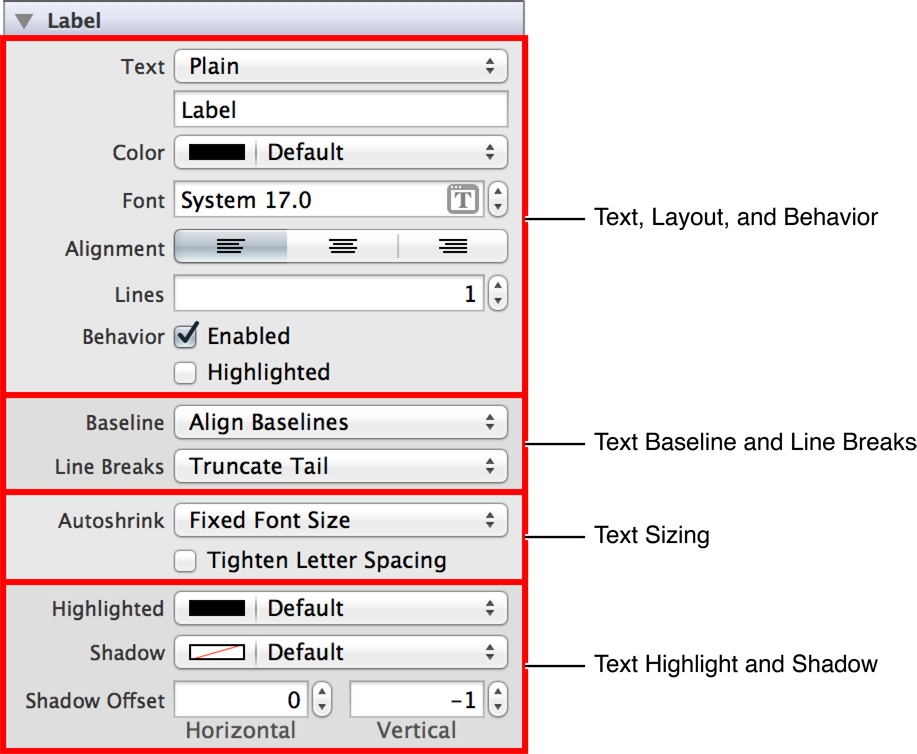 Label
Text Plain
Label
Color Default
Font System 17.0 T
Text, Layout, and Behavior
Alignment
Lines 1
Behavior Enabled
Highlighted
Baseline Align Baselines
Text Baseline and Line Breaks
Line Breaks Truncate Tail
Autoshrink Fixed Font Size
Text Sizing
Tighten Letter Spacing
Highlighted Default
Shadow Default
Text Highlight and Shadow
Shadow Offset 0 -1
Horizontal Vertical